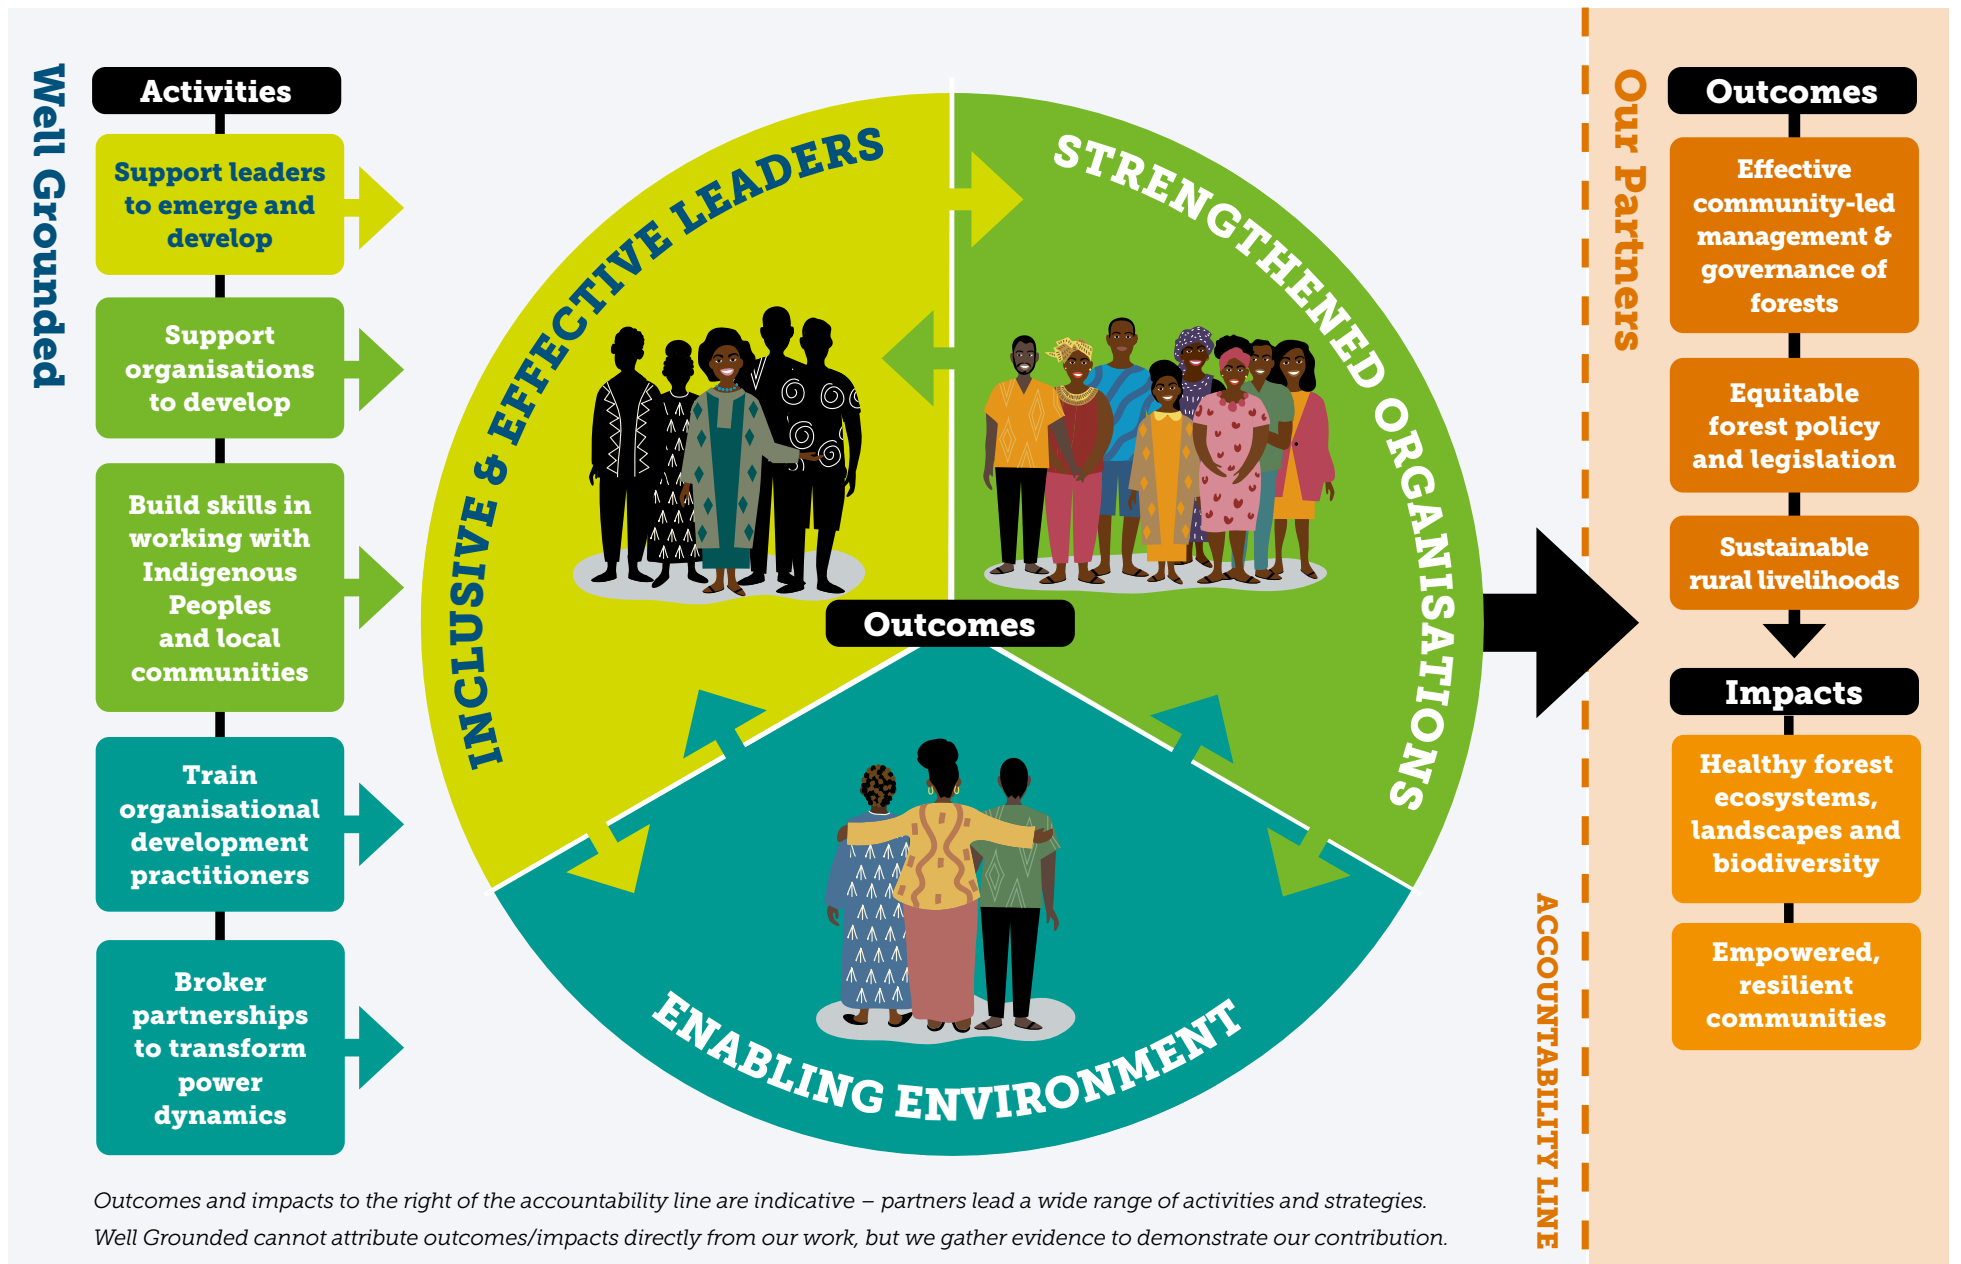 Well Grounded
Activities
Support leaders
to emerge and
develop
Support
organisations
to develop
Build skills in
working with
Indigenous
Peoples
and local
communities
Train
organisational
development
practitioners
Broker
partnerships
to transform
power
dynamics
INCLUSIVE & EFFECTIVE LEADERS
STRENGTHENED ORGANISATIONS
Outcomes
ENABLING ENVIRONMENT
ACCOUNTABILITY LINE
Our Partners
Outcomes
Effective
community-led
management &
governance of
forests
Equitable
forest policy
and legislation
Sustainable
rural livelihoods
Impacts
Healthy forest
ecosystems,
landscapes and
biodiversity
Empowered,
resilient
communities
Outcomes and impacts to the right of the accountability line are indicative – partners lead a wide range of activities and strategies.
Well Grounded cannot attribute outcomes/impacts directly from our work, but we gather evidence to demonstrate our contribution.